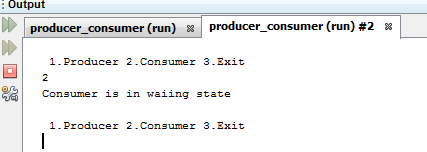 Output
producer_consumer (run) producer_consumer (run) #2
1.Producer 2.Consumer 3.Exit
2
Consumer is in waiing state
1.Producer 2.Consumer 3.Exit